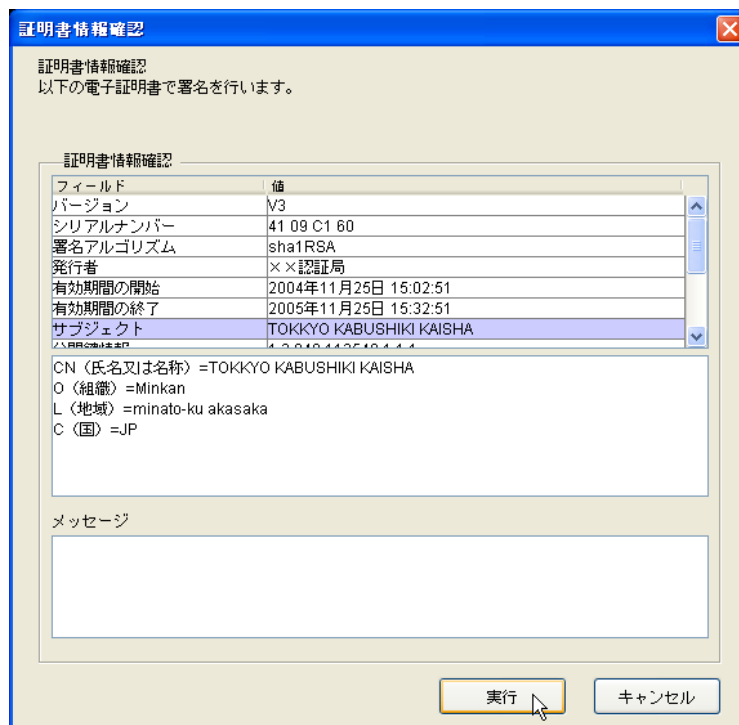 証明書情報確認
証明書情報確認
以下の電子証明書で署名を行います。
証明書情報確認
フィールド 値
バージョン V3
シリアルナンバー 41 09 C1 60
署名アルゴリズム sha1RSA
発行者 ××認証局
有効期間の開始 2004年11月25日 15:02:51
有効期間の終了 2005年11月25日 15:32:51
サブジェクト TOKKYO KABUSHIKI KAISHA
CN（氏名又は名称）=TOKKYO KABUSHIKI KAISHA
O（組織）=Minkan
L（地域）=minato-ku akasaka
C（国）=JP
メッセージ
実行 キャンセル